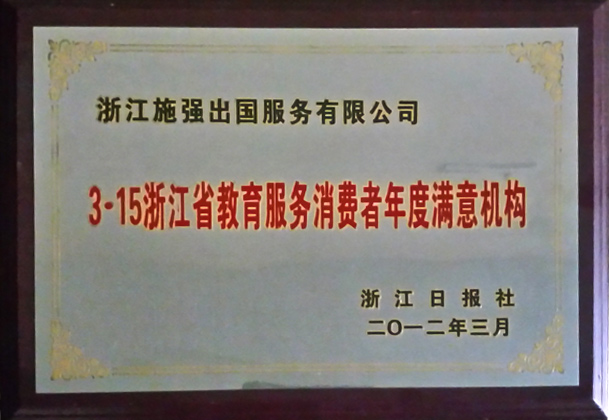 浙江施强出国服务有限公司
3-15浙江省教育服务消费者年度满意机构
浙江日报社
二〇一二年三月